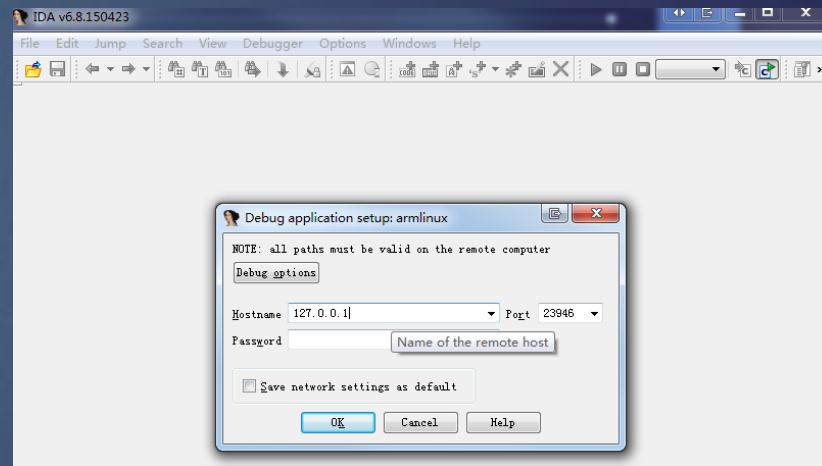 IDA v6.8.150423
File Edit Jump Search View Debugger Options Windows Help
Debug application setup: armlinux
NOTE: all paths must be valid on the remote computer
Debug options
Hostname 127.0.0.1 Port 23946
Password
Name of the remote host
Save network settings as default
OK Cancel Help